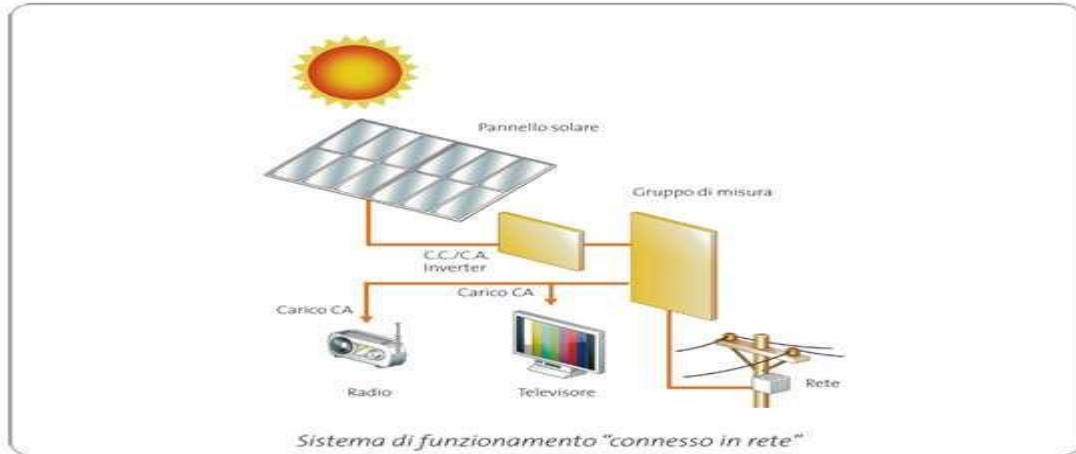 Pannello solare
Gruppo di misura
C.C./C.A.
Inverter
Carico CA
Carico CA
Radio
Televisore
Rete
Sistema di funzionamento “connesso in rete”